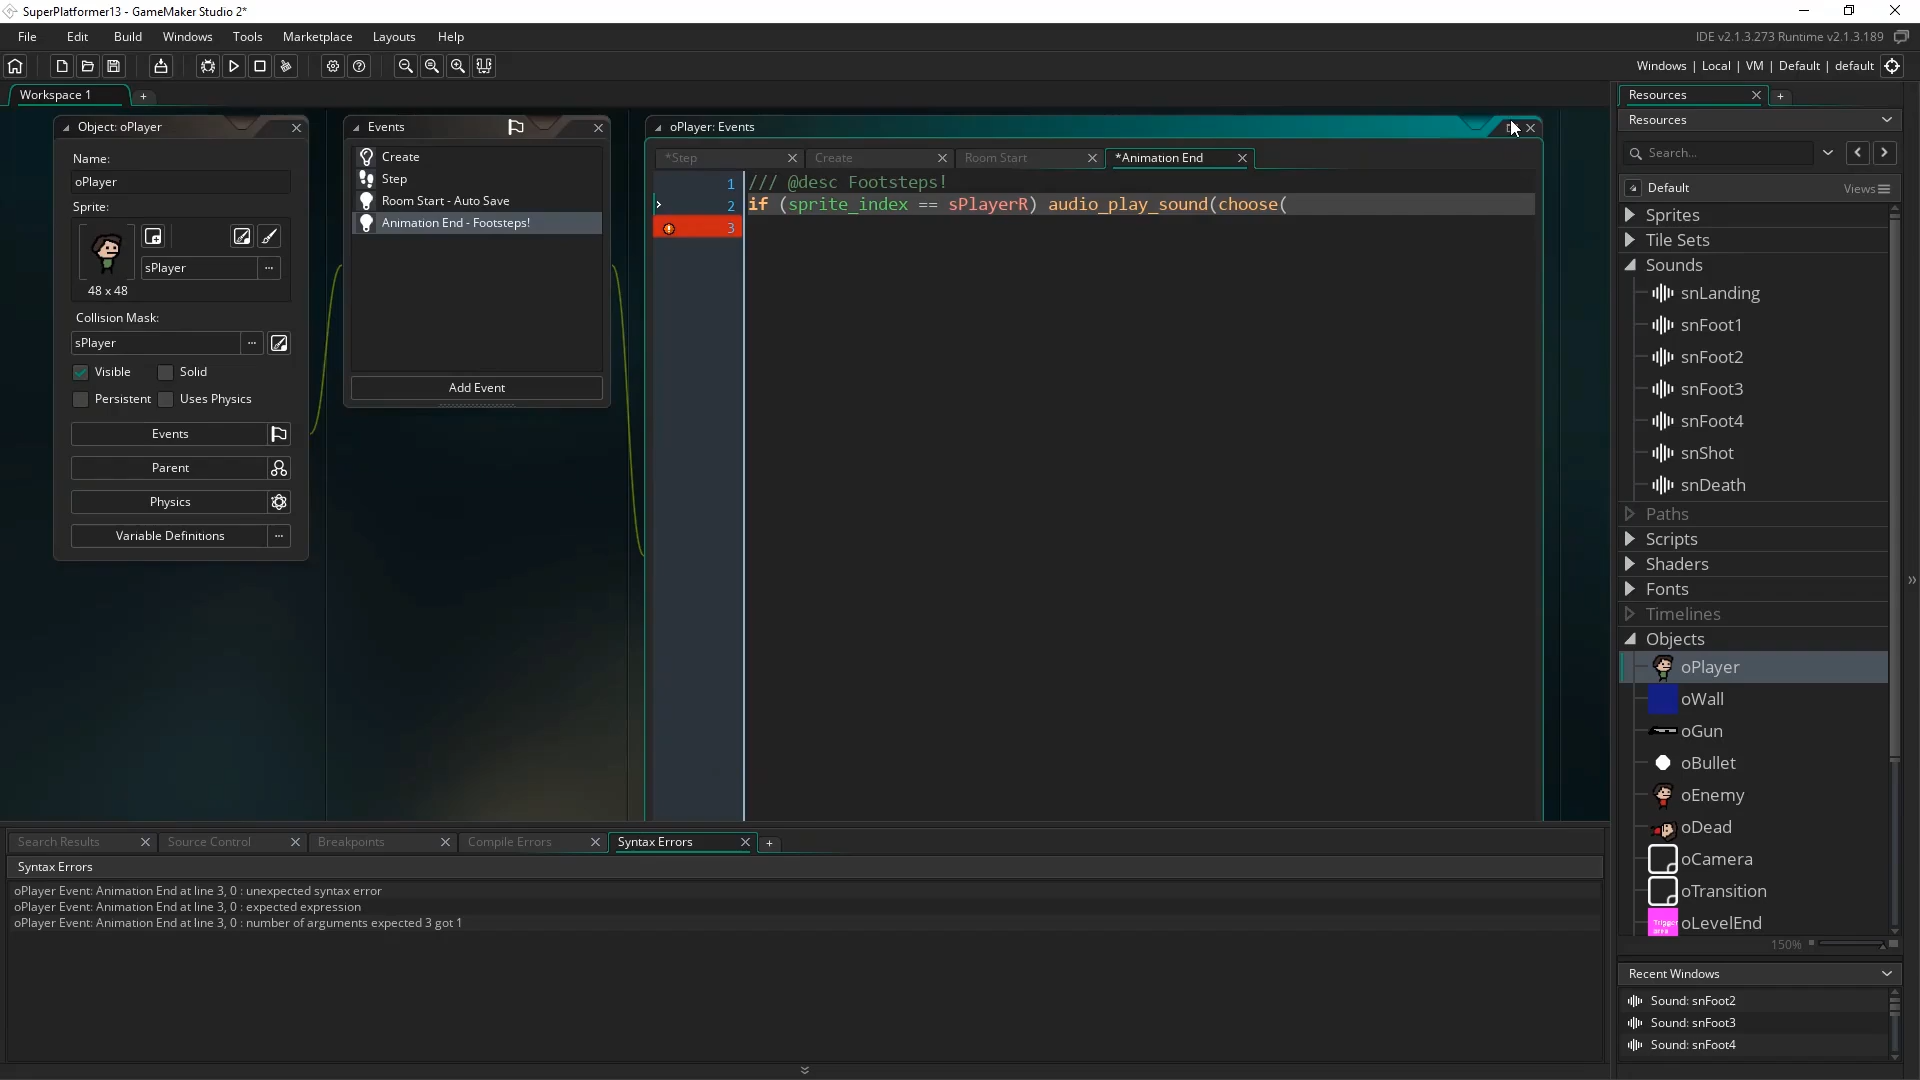 SuperPlatformer13 - GameMaker Studio 2*
File Edit Build Windows Tools Marketplace Layouts Help
IDE v2.1.3.273 Runtime v2.1.3.189
Windows | Local | VM | Default | default
Workspace 1
Object: oPlayer
Name:
oPlayer
Sprite:
sPlayer
48 x 48
Collision Mask:
sPlayer
Visible Solid
Persistent Uses Physics
Events
Parent
Physics
Variable Definitions
Events
Create
Step
Room Start - Auto Save
Animation End - Footsteps!
Add Event
oPlayer: Events
*Step Create Room Start *Animation End
1 /// @desc Footsteps!
2 if (sprite_index == sPlayerR) audio_play_sound(choose(
3
Resources
Resources
Search...
Default Views
Sprites
Tile Sets
Sounds
snLanding
snFoot1
snFoot2
snFoot3
snFoot4
snShot
snDeath
Paths
Scripts
Shaders
Fonts
Timelines
Objects
oPlayer
oWall
oGun
oBullet
oEnemy
oDead
oCamera
oTransition
oLevelEnd
150%
Recent Windows
Sound: snFoot2
Sound: snFoot3
Sound: snFoot4
Search Results Source Control Breakpoints Compile Errors Syntax Errors
Syntax Errors
oPlayer Event: Animation End at line 3, 0 : unexpected syntax error
oPlayer Event: Animation End at line 3, 0 : expected expression
oPlayer Event: Animation End at line 3, 0 : number of arguments expected 3 got 1